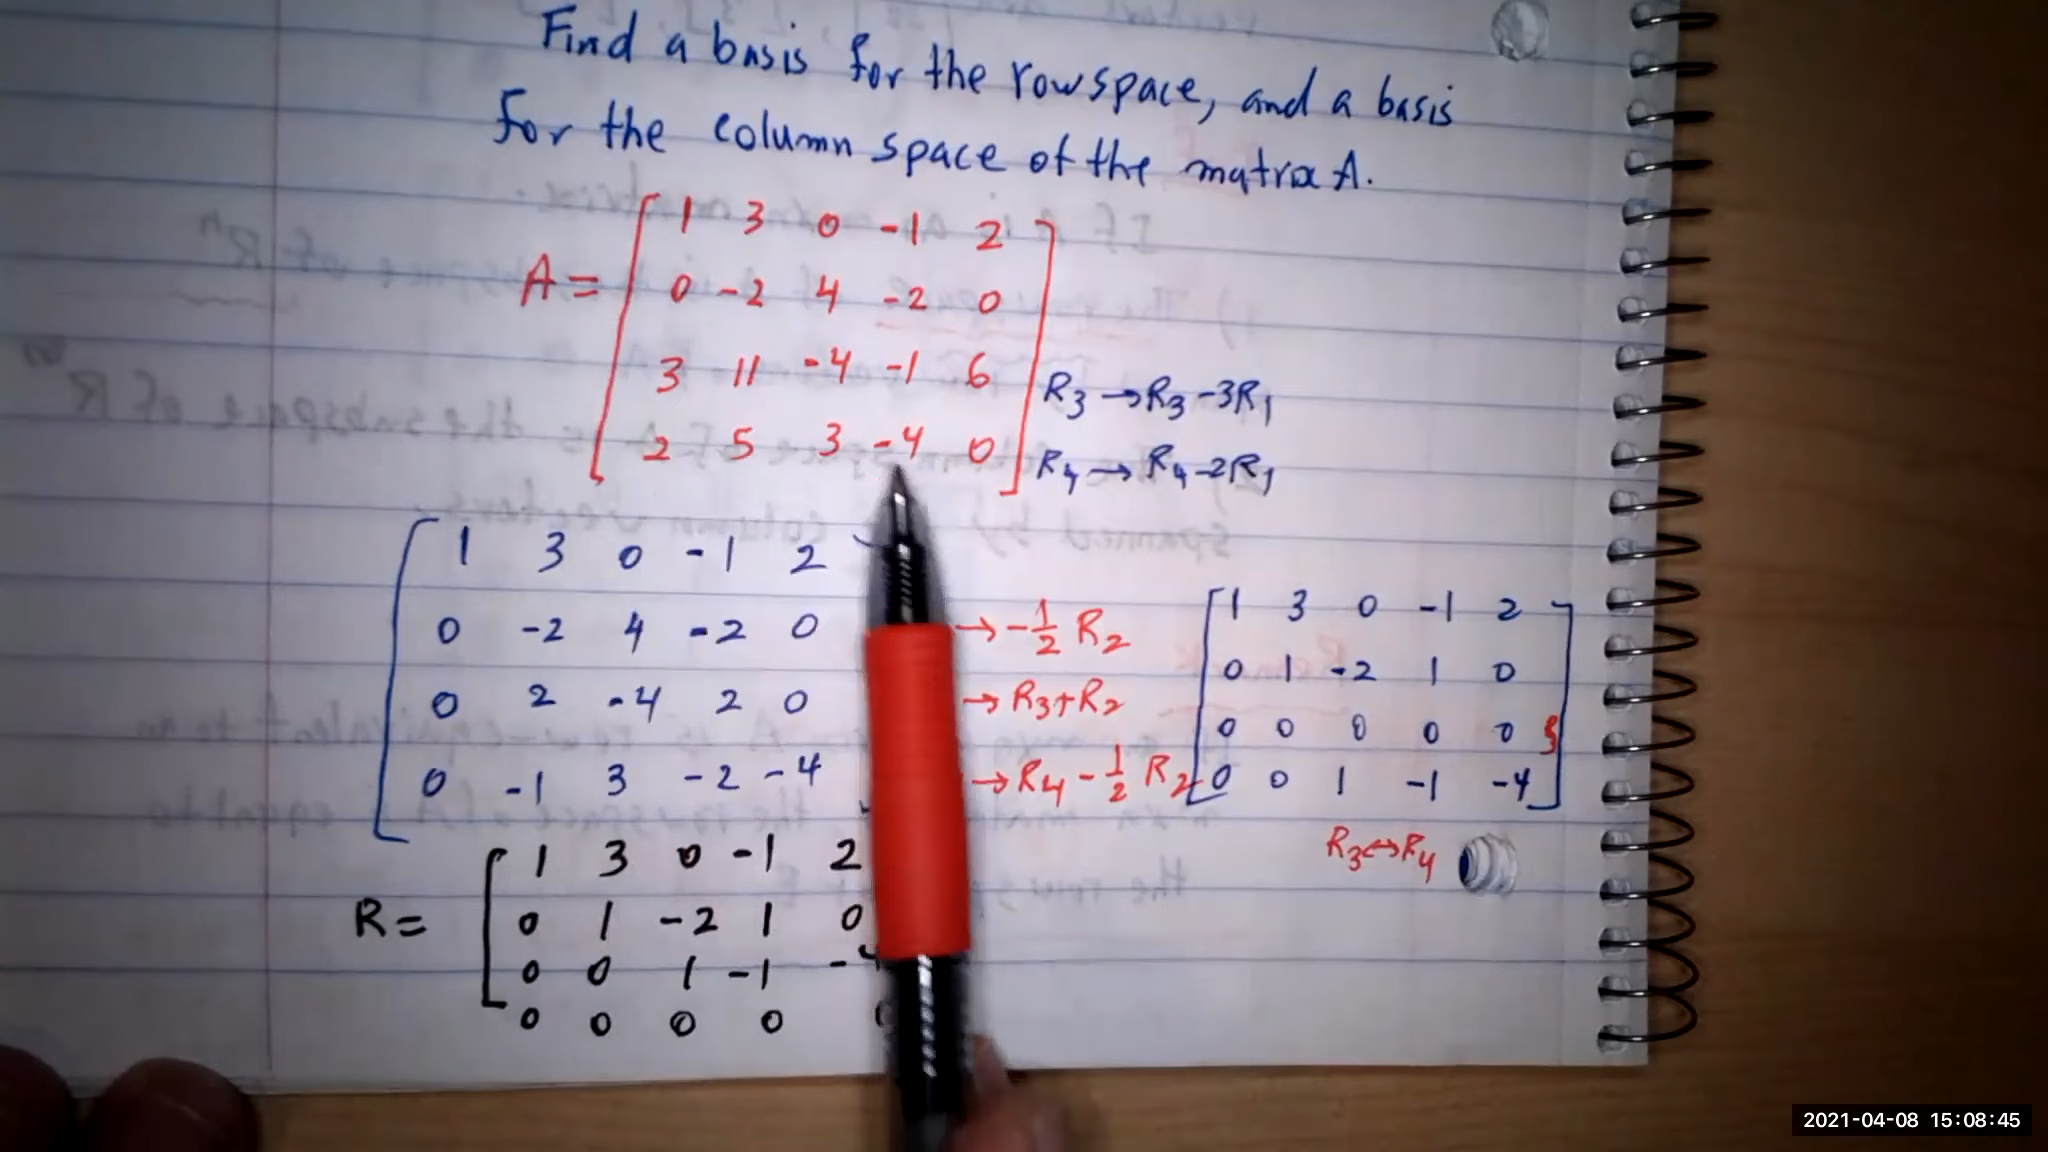 Find a basis for the rowspace, and a basis
for the column space of the matrix A.
A = [ 1 3 0 -1 2 ]
0 -2 4 -2 0
3 11 -4 -1 6 R3 → R3 -3R1
2 5 3 -4 0 R4 → R4 -2R1
1 3 0 -1 2
0 -2 4 -2 0 → -1/2 R2
0 2 -4 2 0 → R3+R2
0 -1 3 -2 -4 → R4 - 1/2 R2
1 3 0 -1 2
0 1 -2 1 0
0 0 0 0 0
0 0 1 -1 -4
R3↔R4
R = [ 1 3 0 -1 2
0 1 -2 1 0
0 0 1 -1 -4
0 0 0 0
2021-04-08 15:08:45